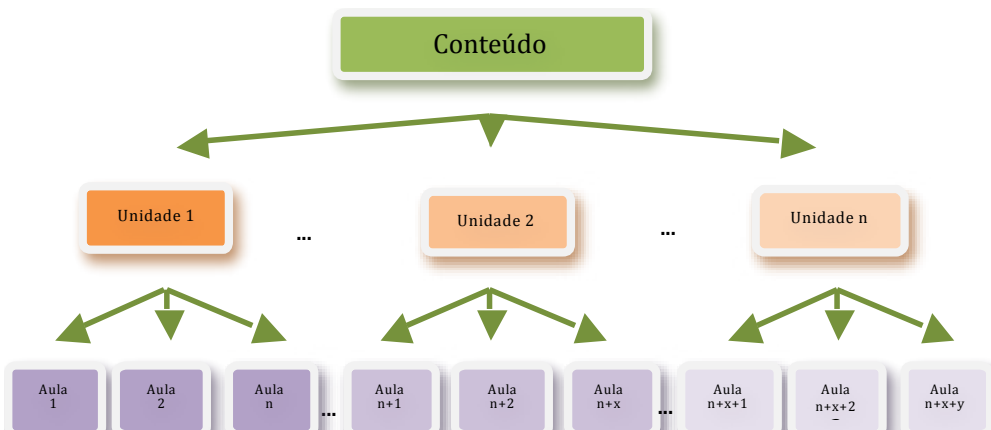 Conteúdo
Unidade 1
...
Unidade 2
...
Unidade n
Aula
1
Aula
2
Aula
n
...
Aula
n+1
Aula
n+2
Aula
n+x
...
Aula
n+x+1
Aula
n+x+2
Aula
n+x+y